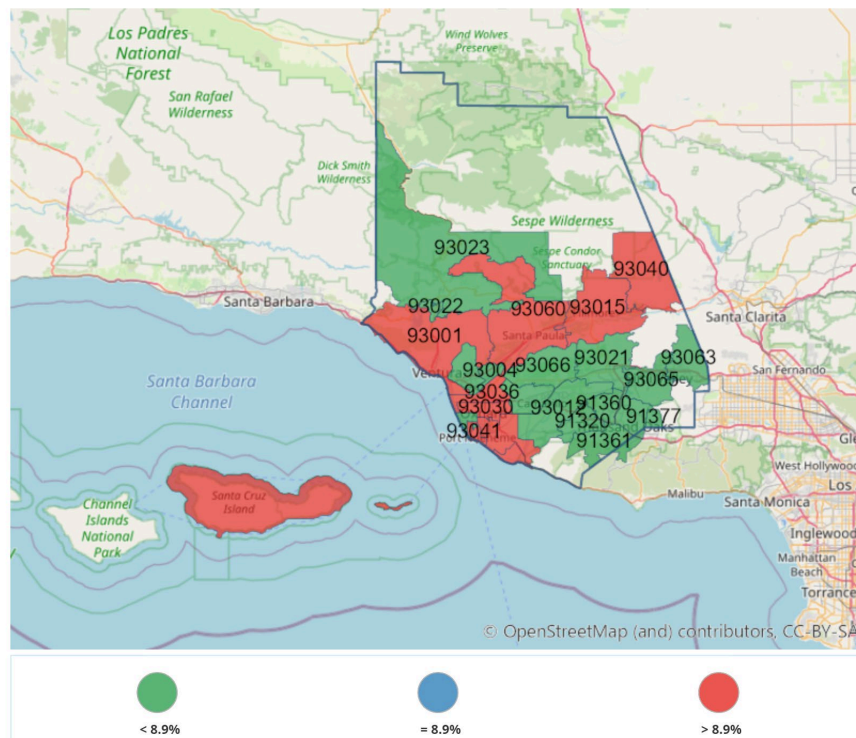 Wind Wolves
Preserve
Los Padres
National
Forest
San Rafael
Wilderness
Dick Smith
Wilderness
Sespe Wilderness
93023
Sespe Condor
Sanctuary
93040
Santa Barbara
93022
93060
93015
Santa Clarita
93001
Santa Paula
93021
93063
93066
93004
San Fernando
Ventura
93065
Santa Barbara
Channel
93036
91360
93030
93012
91377
91320
Oaks
93041
91361
Port Hueneme
West Hollywood
Los
Malibu
Santa Monica
Santa Cruz
Island
Channel
Islands
National
Park
Inglewood
Manhattan
Beach
Torrance
© OpenStreetMap (and) contributors, CC-BY-SA
< 8.9%
= 8.9%
> 8.9%